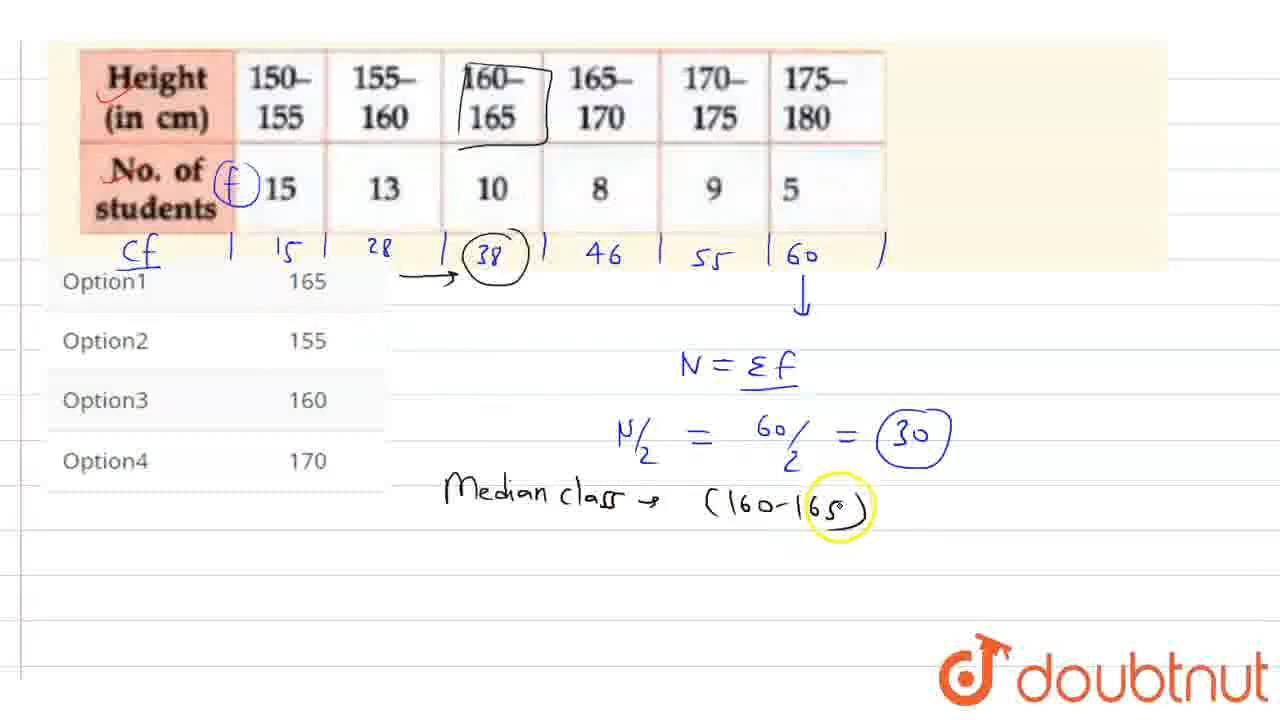 Height (in cm) 150– 155 155– 160 160– 165 165– 170 170– 175 175– 180
No. of students f 15 13 10 8 9 5
Cf 15 28 38 46 55 60
Option1 165
Option2 155
Option3 160
Option4 170
N = Σf
N/2 = 60/2 = 30
Median class → (160-165)
doubtnut